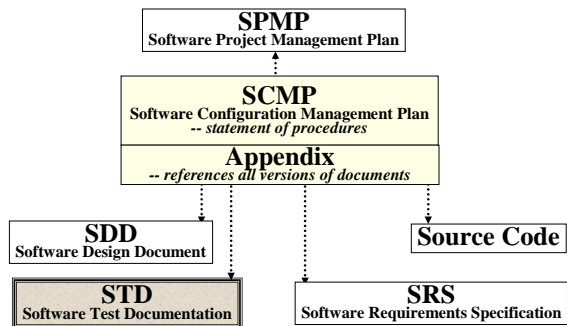 SPMP
Software Project Management Plan
SCMP
Software Configuration Management Plan
-- statement of procedures
Appendix
-- references all versions of documents
SDD
Software Design Document
Source Code
STD
Software Test Documentation
SRS
Software Requirements Specification